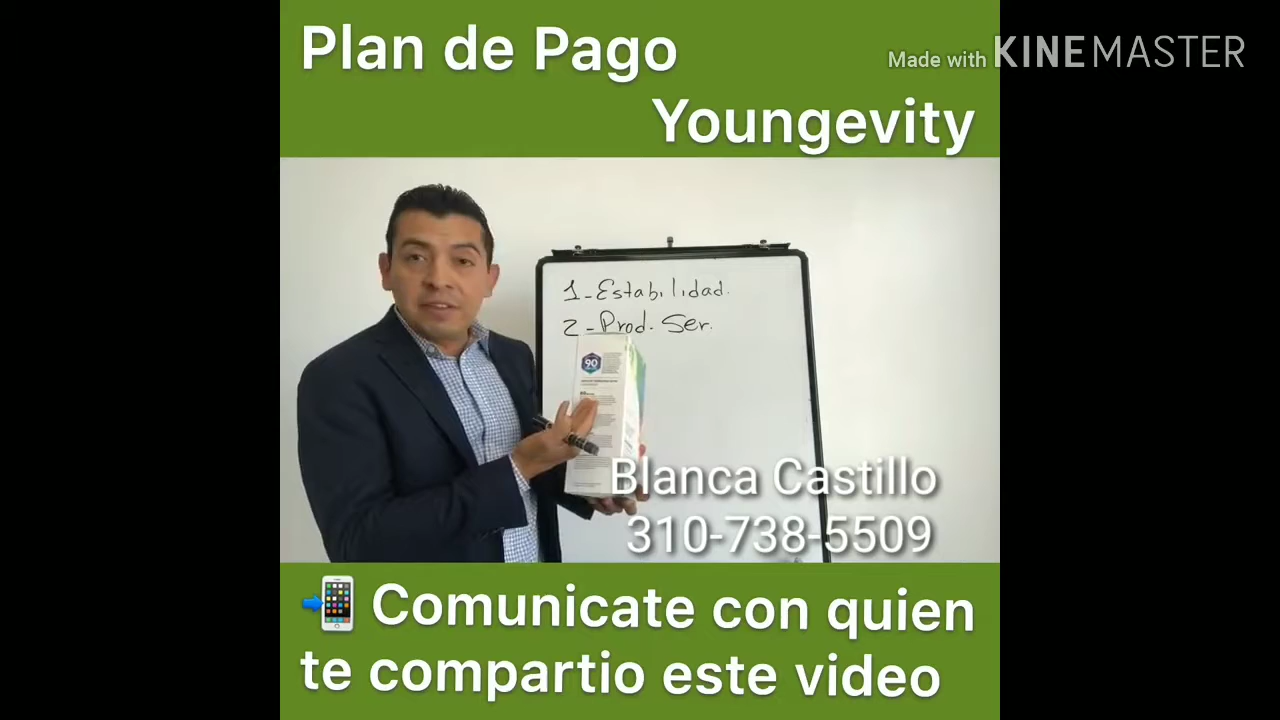 Plan de Pago
Made with KINEMASTER
Youngevity
1-Estabilidad.
2-Prod. Ser.
90
Blanca Castillo
310-738-5509
📲 Comunicate con quien
te compartio este video